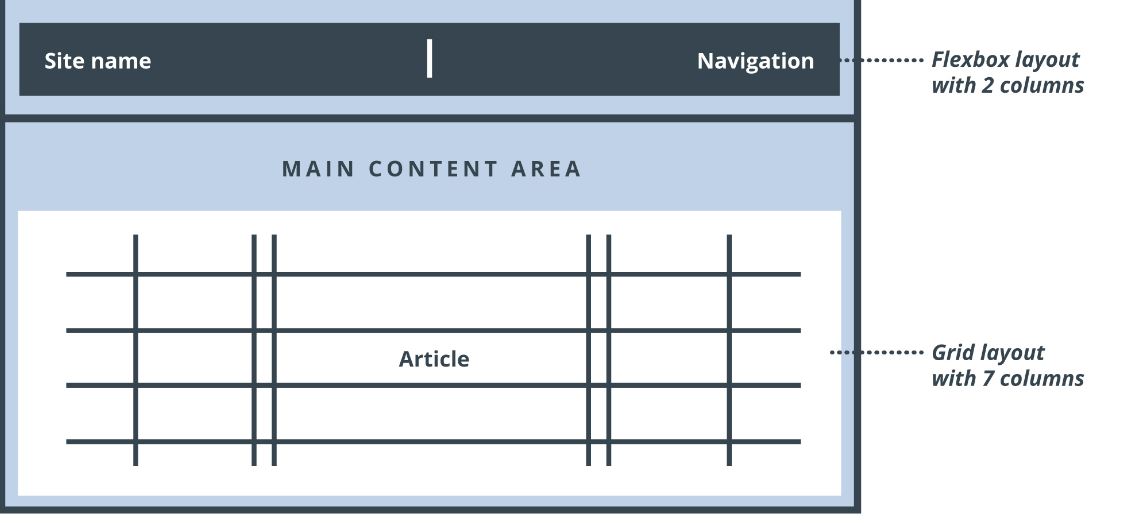 Site name
Navigation
Flexbox layout
with 2 columns
MAIN CONTENT AREA
Article
Grid layout
with 7 columns